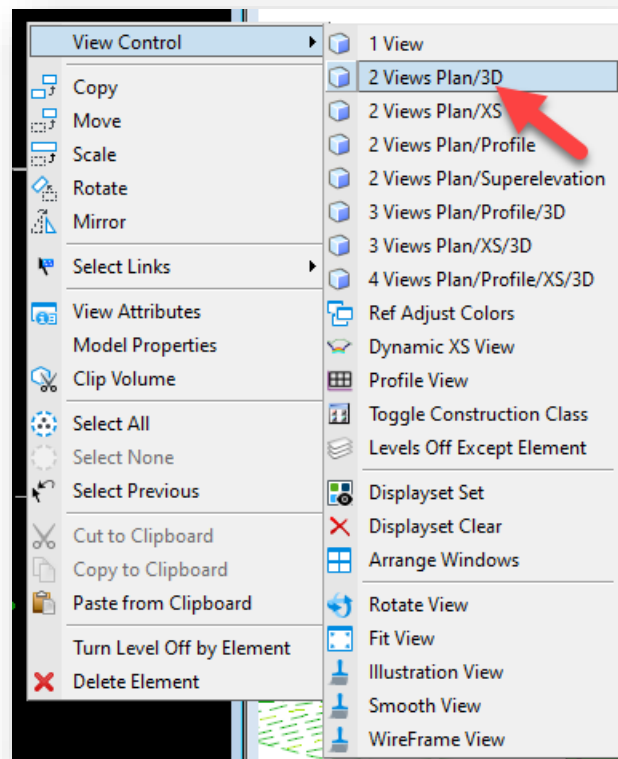 View Control
Copy
Move
Scale
Rotate
Mirror
Select Links
View Attributes
Model Properties
Clip Volume
Select All
Select None
Select Previous
Cut to Clipboard
Copy to Clipboard
Paste from Clipboard
Turn Level Off by Element
Delete Element
1 View
2 Views Plan/3D
2 Views Plan/XS
2 Views Plan/Profile
2 Views Plan/Superelevation
3 Views Plan/Profile/3D
3 Views Plan/XS/3D
4 Views Plan/Profile/XS/3D
Ref Adjust Colors
Dynamic XS View
Profile View
Toggle Construction Class
Levels Off Except Element
Displayset Set
Displayset Clear
Arrange Windows
Rotate View
Fit View
Illustration View
Smooth View
WireFrame View